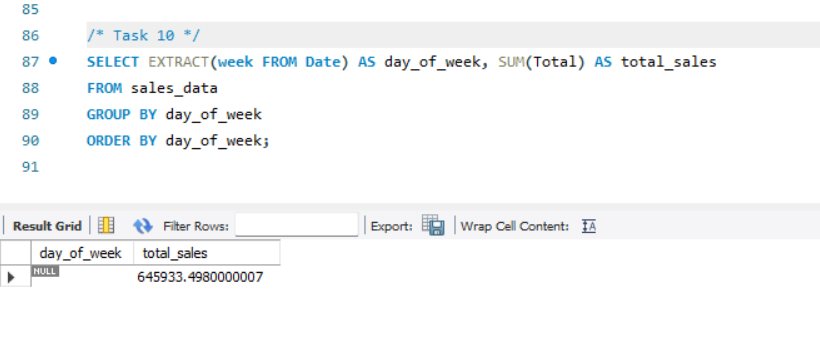 85
86 /* Task 10 */
87 SELECT EXTRACT(week FROM Date) AS day_of_week, SUM(Total) AS total_sales
88 FROM sales_data
89 GROUP BY day_of_week
90 ORDER BY day_of_week;
91
Result Grid Filter Rows: Export: Wrap Cell Content: IA
day_of_week total_sales
NULL 645933.4980000007